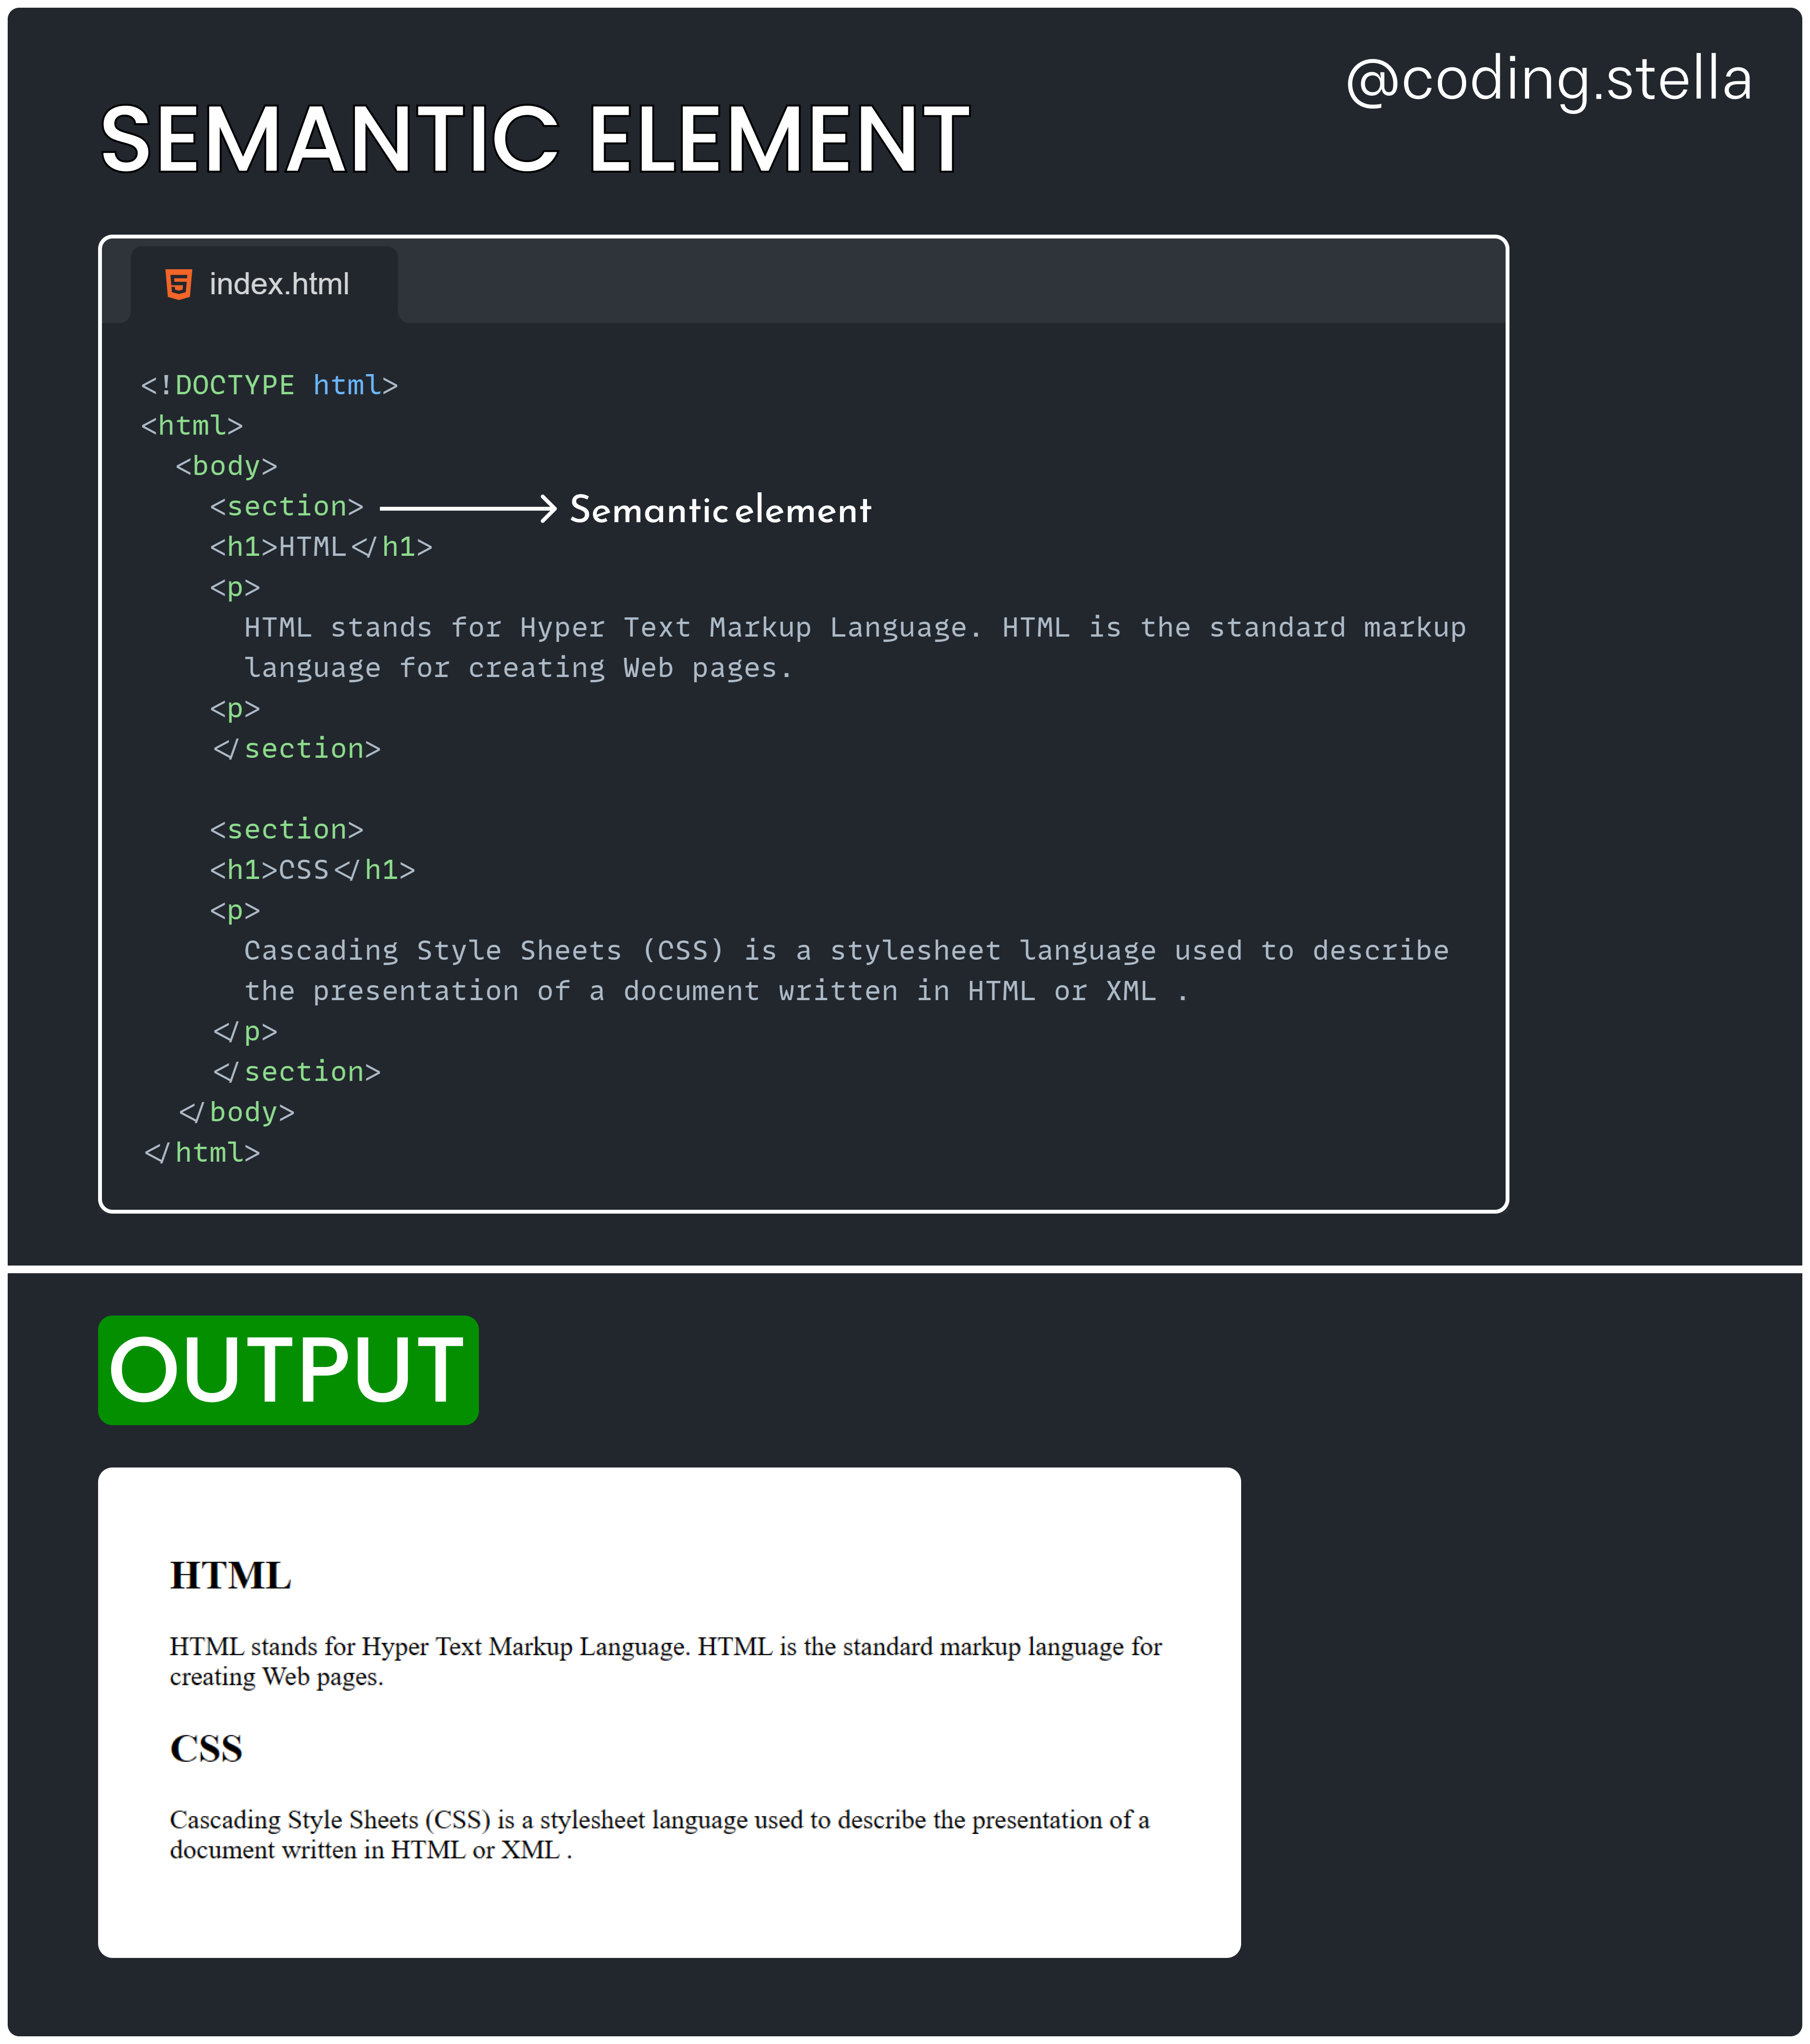 @coding.stella
SEMANTIC ELEMENT
index.html
<!DOCTYPE html>
<html>
<body>
<section> Semantic element
<h1>HTML</h1>
<p>
HTML stands for Hyper Text Markup Language. HTML is the standard markup
language for creating Web pages.
<p>
</section>
<section>
<h1>CSS</h1>
<p>
Cascading Style Sheets (CSS) is a stylesheet language used to describe
the presentation of a document written in HTML or XML .
</p>
</section>
</body>
</html>
OUTPUT
HTML
HTML stands for Hyper Text Markup Language. HTML is the standard markup language for
creating Web pages.
CSS
Cascading Style Sheets (CSS) is a stylesheet language used to describe the presentation of a
document written in HTML or XML .